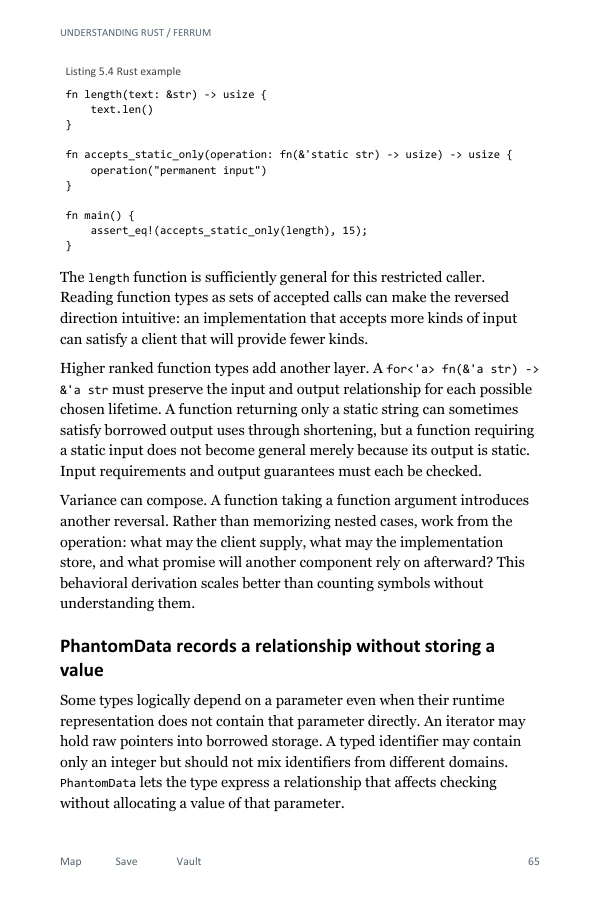 UNDERSTANDING RUST / FERRUM
Listing 5.4 Rust example
fn length(text: &str) -> usize {
    text.len()
}

fn accepts_static_only(operation: fn(&'static str) -> usize) -> usize {
    operation("permanent input")
}

fn main() {
    assert_eq!(accepts_static_only(length), 15);
}
The length function is sufficiently general for this restricted caller.
Reading function types as sets of accepted calls can make the reversed
direction intuitive: an implementation that accepts more kinds of input
can satisfy a client that will provide fewer kinds.
Higher ranked function types add another layer. A for<'a> fn(&'a str) ->
&'a str must preserve the input and output relationship for each possible
chosen lifetime. A function returning only a static string can sometimes
satisfy borrowed output uses through shortening, but a function requiring
a static input does not become general merely because its output is static.
Input requirements and output guarantees must each be checked.
Variance can compose. A function taking a function argument introduces
another reversal. Rather than memorizing nested cases, work from the
operation: what may the client supply, what may the implementation
store, and what promise will another component rely on afterward? This
behavioral derivation scales better than counting symbols without
understanding them.
PhantomData records a relationship without storing a
value
Some types logically depend on a parameter even when their runtime
representation does not contain that parameter directly. An iterator may
hold raw pointers into borrowed storage. A typed identifier may contain
only an integer but should not mix identifiers from different domains.
PhantomData lets the type express a relationship that affects checking
without allocating a value of that parameter.
Map Save Vault 65